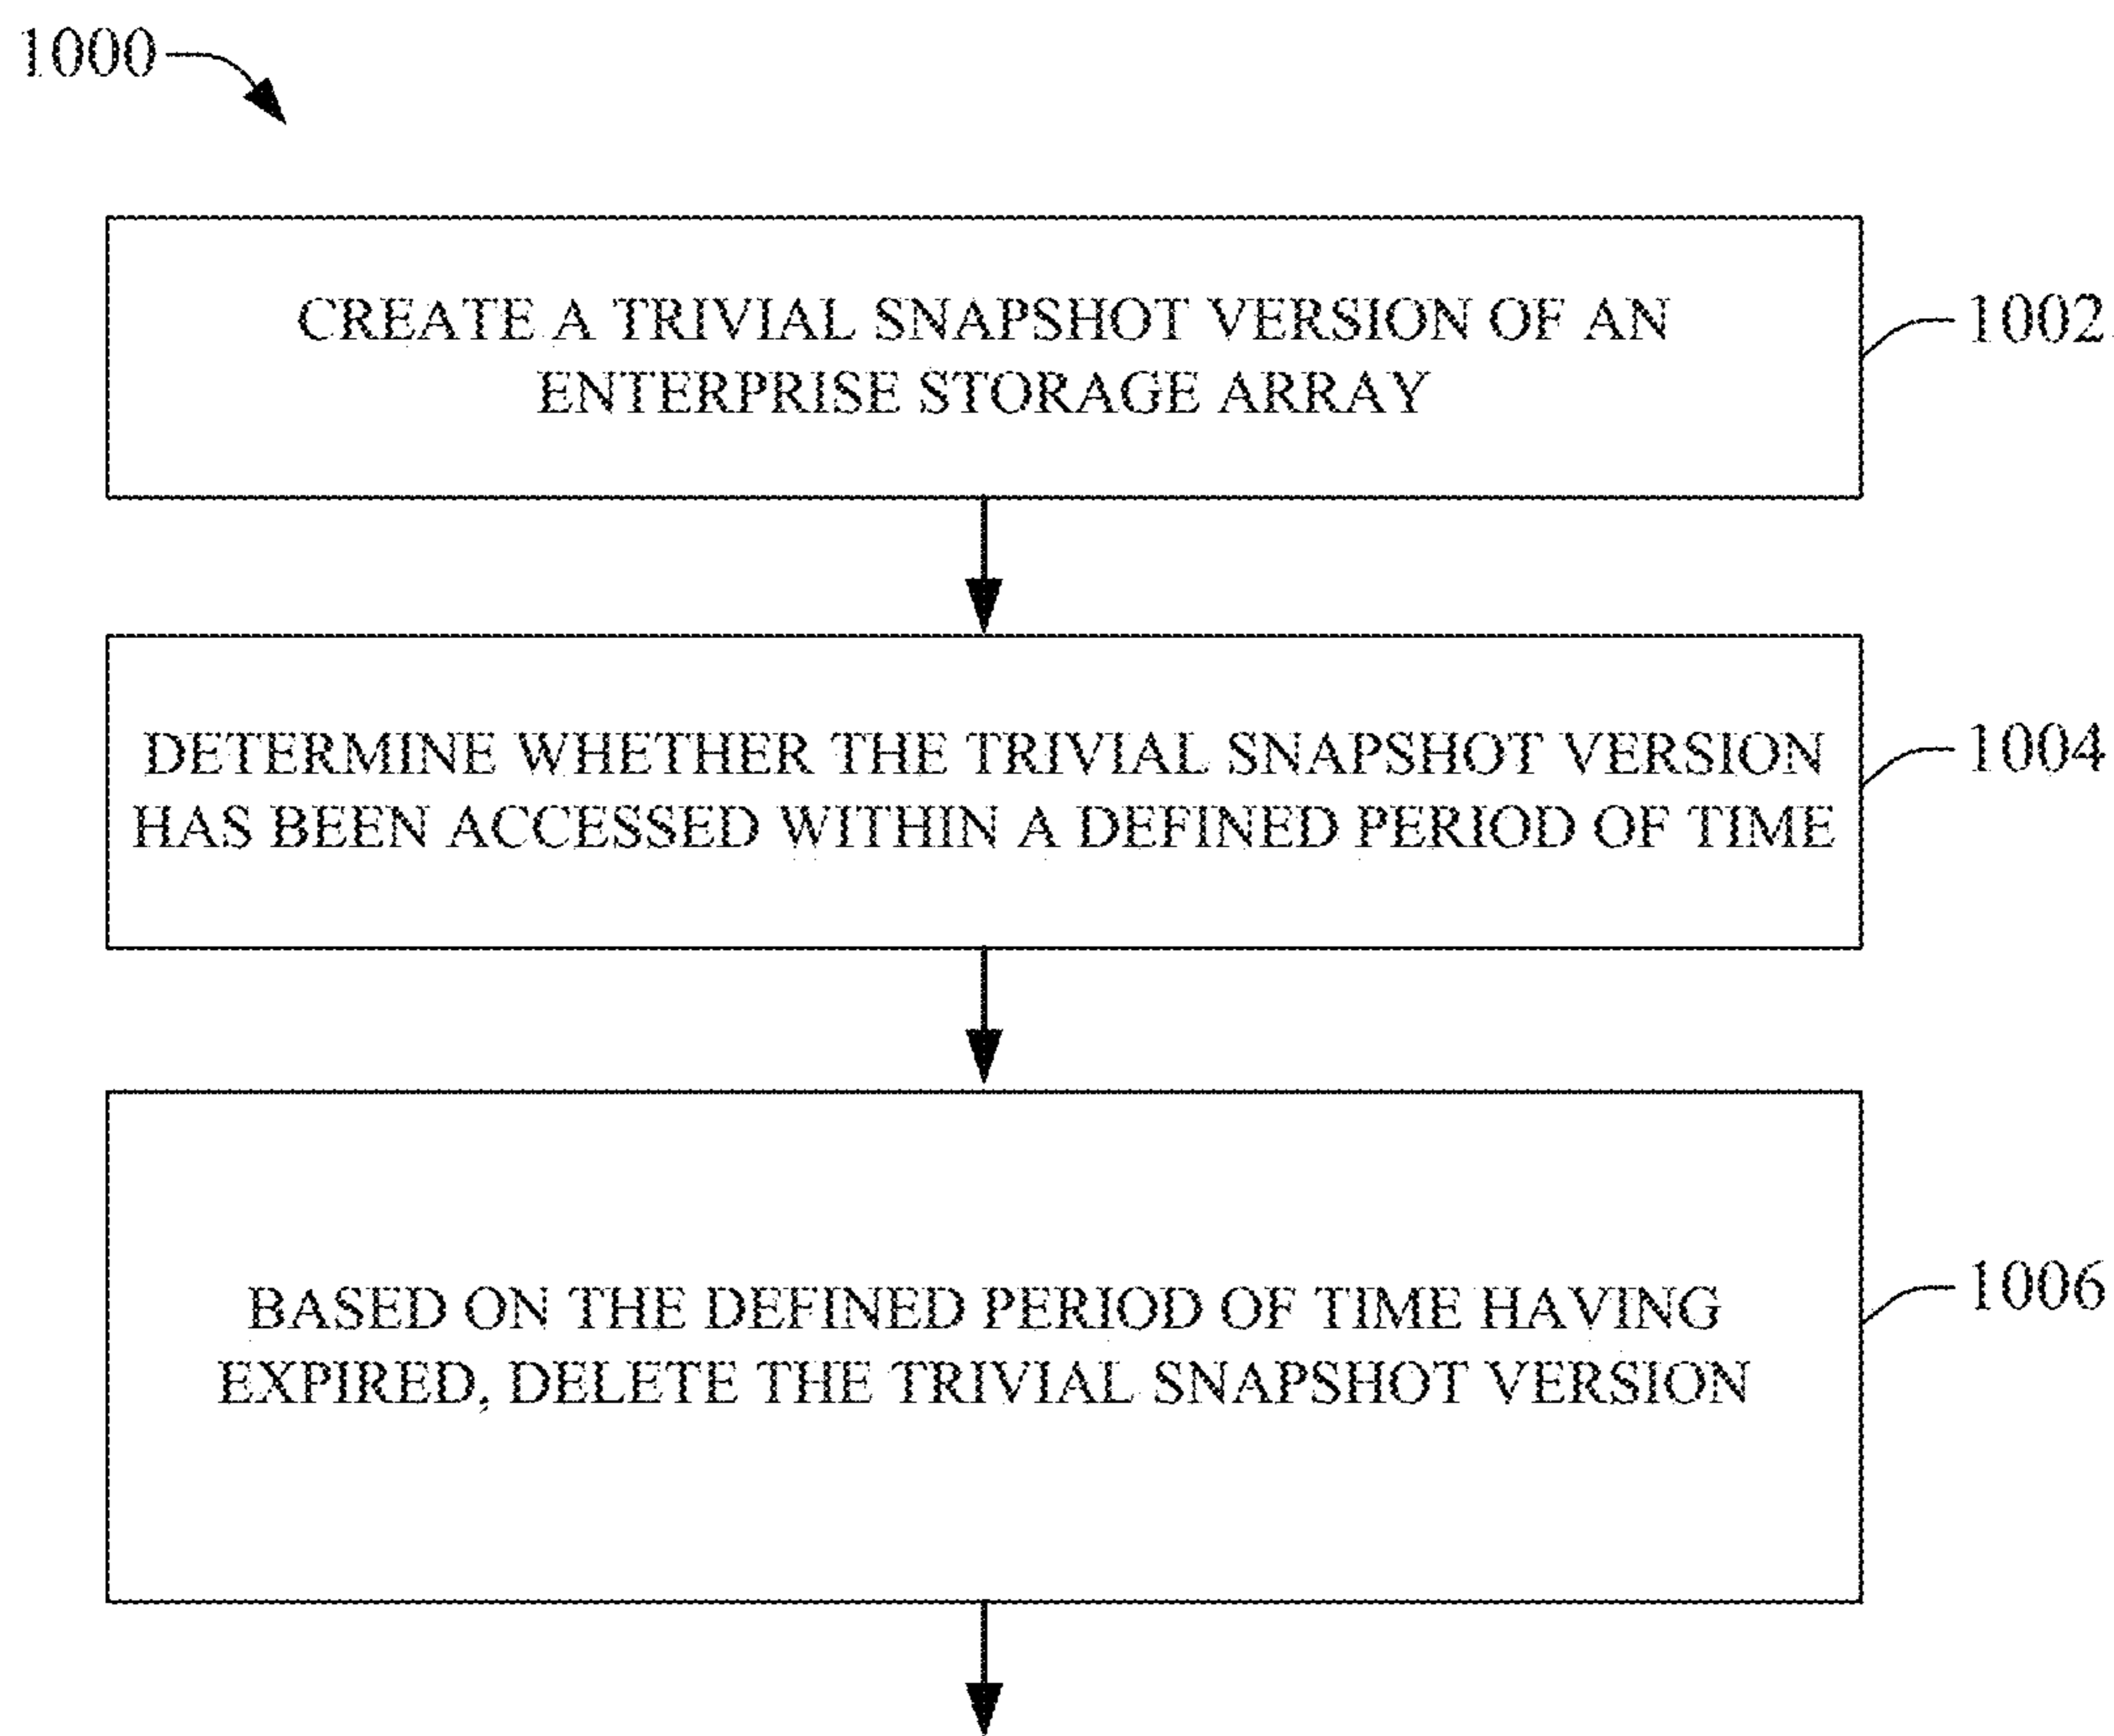 1000
CREATE A TRIVIAL SNAPSHOT VERSION OF AN
ENTERPRISE STORAGE ARRAY
1002
DETERMINE WHETHER THE TRIVIAL SNAPSHOT VERSION
HAS BEEN ACCESSED WITHIN A DEFINED PERIOD OF TIME
1004
BASED ON THE DEFINED PERIOD OF TIME HAVING
EXPIRED, DELETE THE TRIVIAL SNAPSHOT VERSION
1006